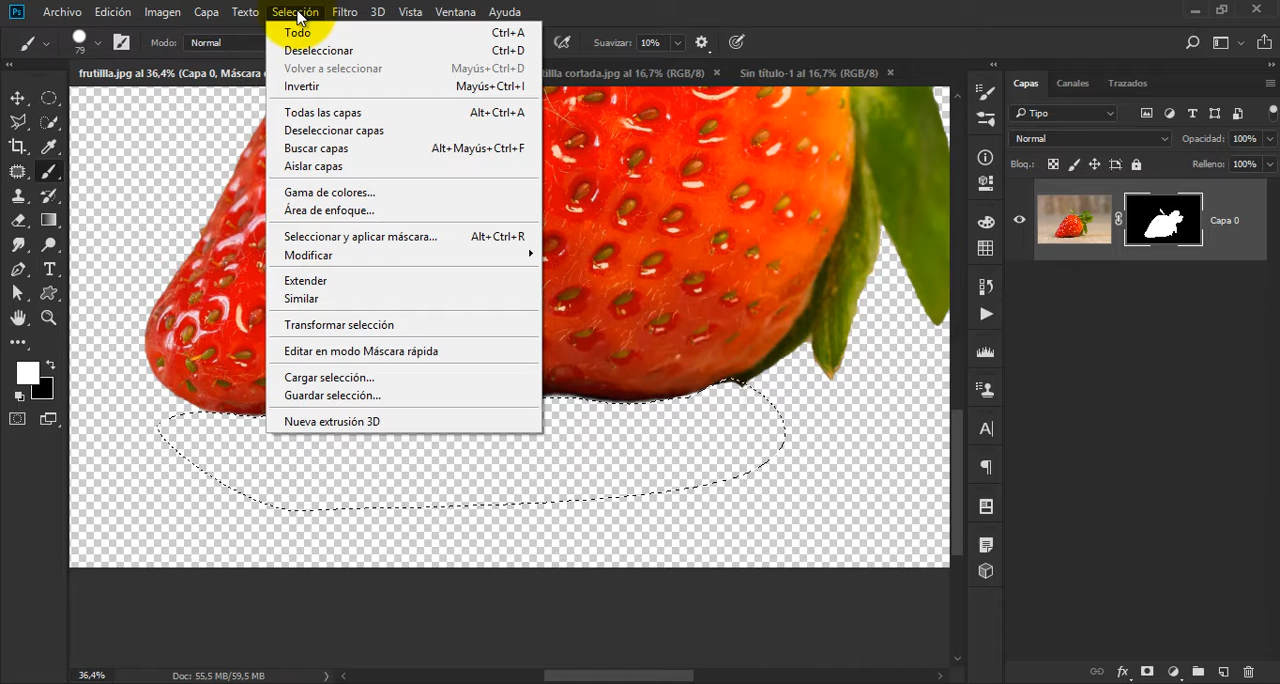 Ps Archivo Edición Imagen Capa Texto Selección Filtro 3D Vista Ventana Ayuda
79 Modo: Normal Suavizar: 10%
frutillla.jpg al 36,4% (Capa 0, Máscara cortada.jpg al 16,7% (RGB/8) × Sin título-1 al 16,7% (RGB/8) ×
Todo Ctrl+A
Deseleccionar Ctrl+D
Volver a seleccionar Mayús+Ctrl+D
Invertir Mayús+Ctrl+I
Todas las capas Alt+Ctrl+A
Deseleccionar capas
Buscar capas Alt+Mayús+Ctrl+F
Aislar capas
Gama de colores...
Área de enfoque...
Seleccionar y aplicar máscara... Alt+Ctrl+R
Modificar
Extender
Similar
Transformar selección
Editar en modo Máscara rápida
Cargar selección...
Guardar selección...
Nueva extrusión 3D
Capas Canales Trazados
Tipo
Normal Opacidad: 100%
Bloq.: Relleno: 100%
Capa 0
36,4% Doc: 55,5 MB/59,5 MB